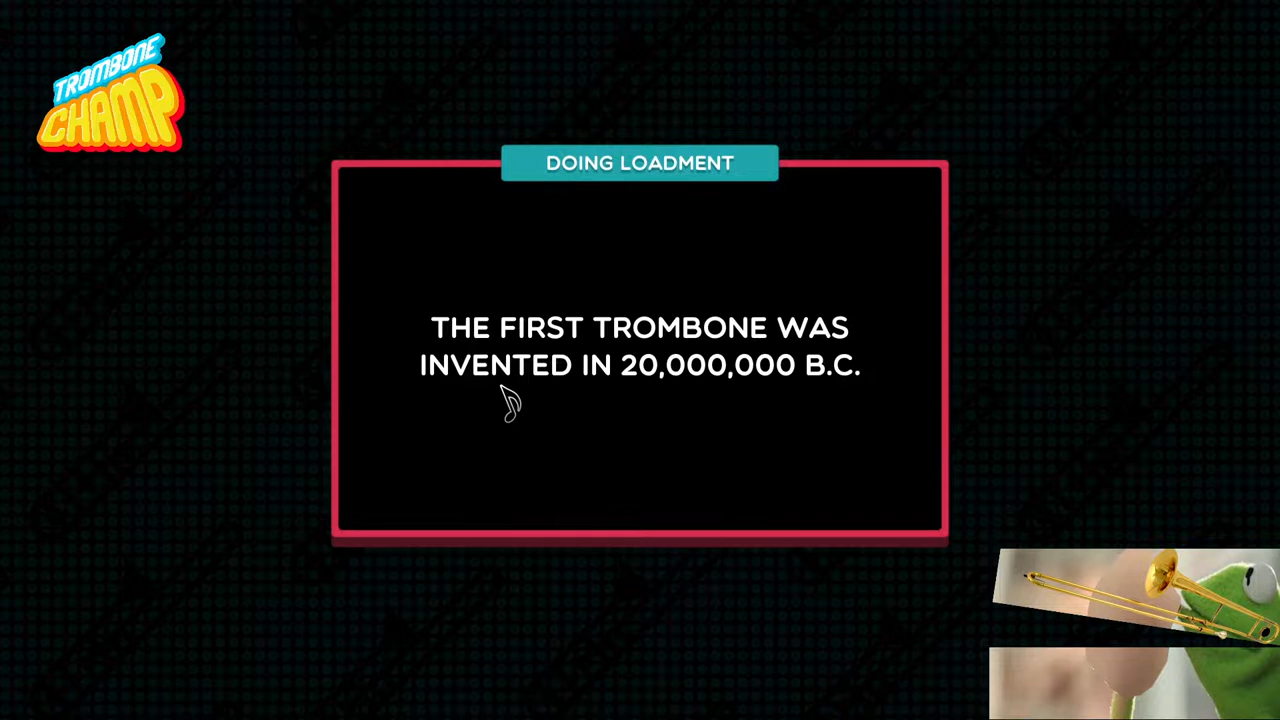 TROMBONE
CHAMP
DOING LOADMENT
THE FIRST TROMBONE WAS
INVENTED IN 20,000,000 B.C.